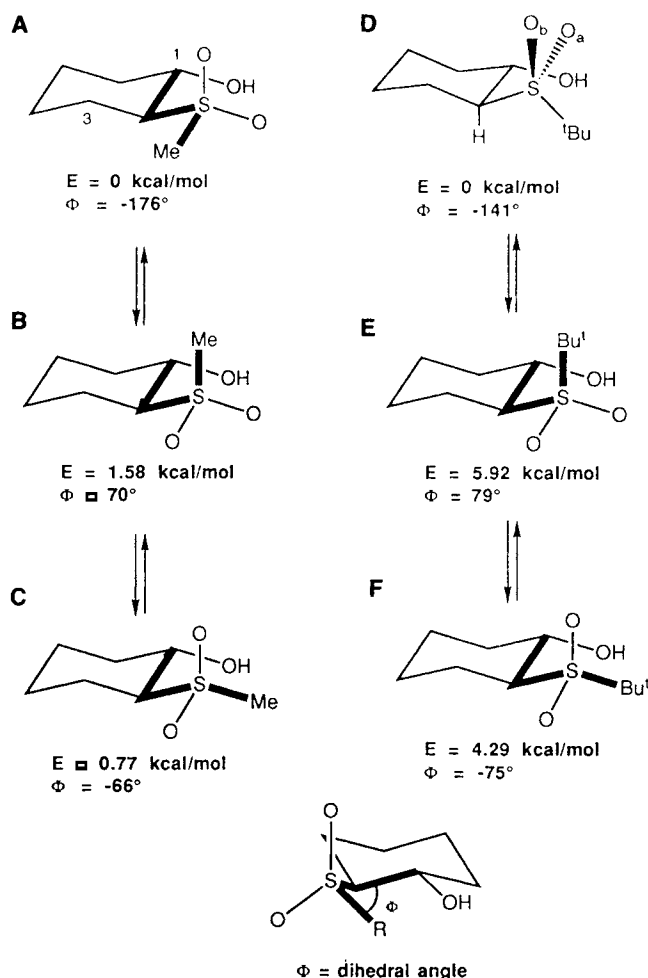 A
O
1
OH
S
O
3
Me
E = 0 kcal/mol
Φ = -176°
B
Me
OH
S
O
O
E = 1.58 kcal/mol
Φ = 70°
C
O
OH
S
Me
O
E = 0.77 kcal/mol
Φ = -66°
D
Ob
Oa
OH
S
H
tBu
E = 0 kcal/mol
Φ = -141°
E
But
OH
S
O
O
E = 5.92 kcal/mol
Φ = 79°
F
O
OH
S
But
O
E = 4.29 kcal/mol
Φ = -75°
O
S
Φ
O
R
OH
Φ = dihedral angle